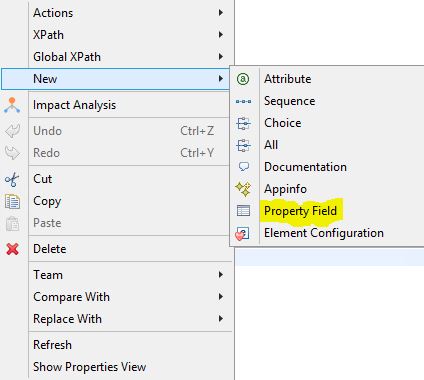 Actions
XPath
Global XPath
New
Attribute
Sequence
Choice
All
Documentation
Appinfo
Property Field
Element Configuration
Impact Analysis
Undo Ctrl+Z
Redo Ctrl+Y
Cut
Copy
Paste
Delete
Team
Compare With
Replace With
Refresh
Show Properties View